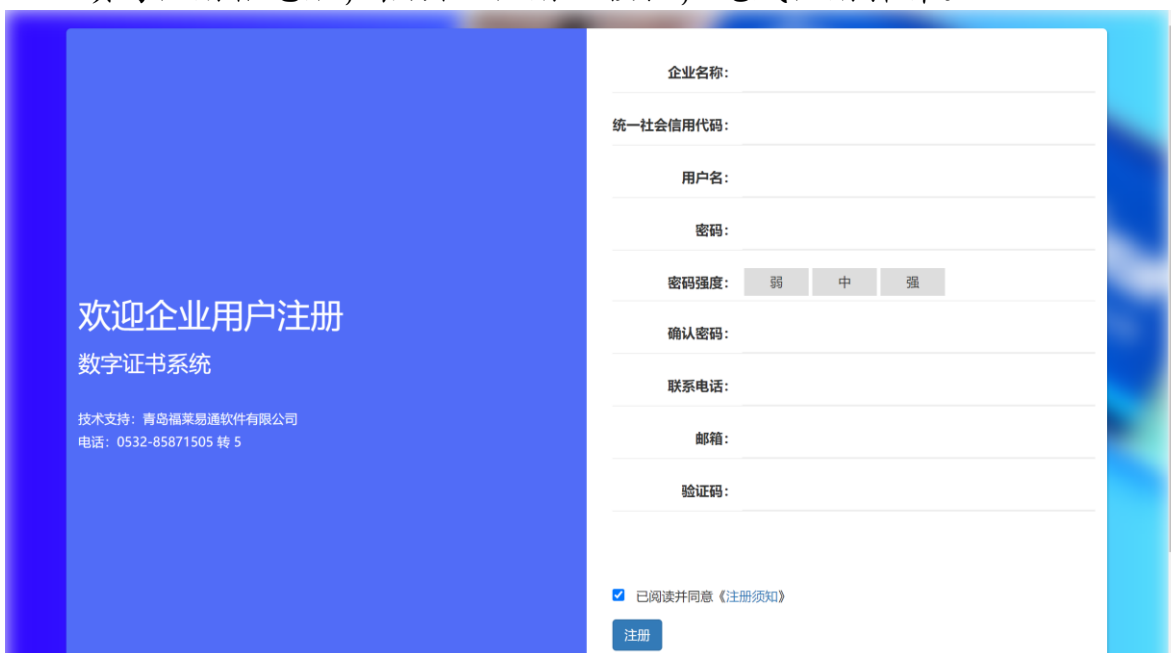 欢迎企业用户注册
数字证书系统
技术支持：青岛福莱易通软件有限公司
电话：0532-85871505 转 5
企业名称：
统一社会信用代码：
用户名：
密码：
密码强度： 弱 中 强
确认密码：
联系电话：
邮箱：
验证码：
已阅读并同意《注册须知》
注册